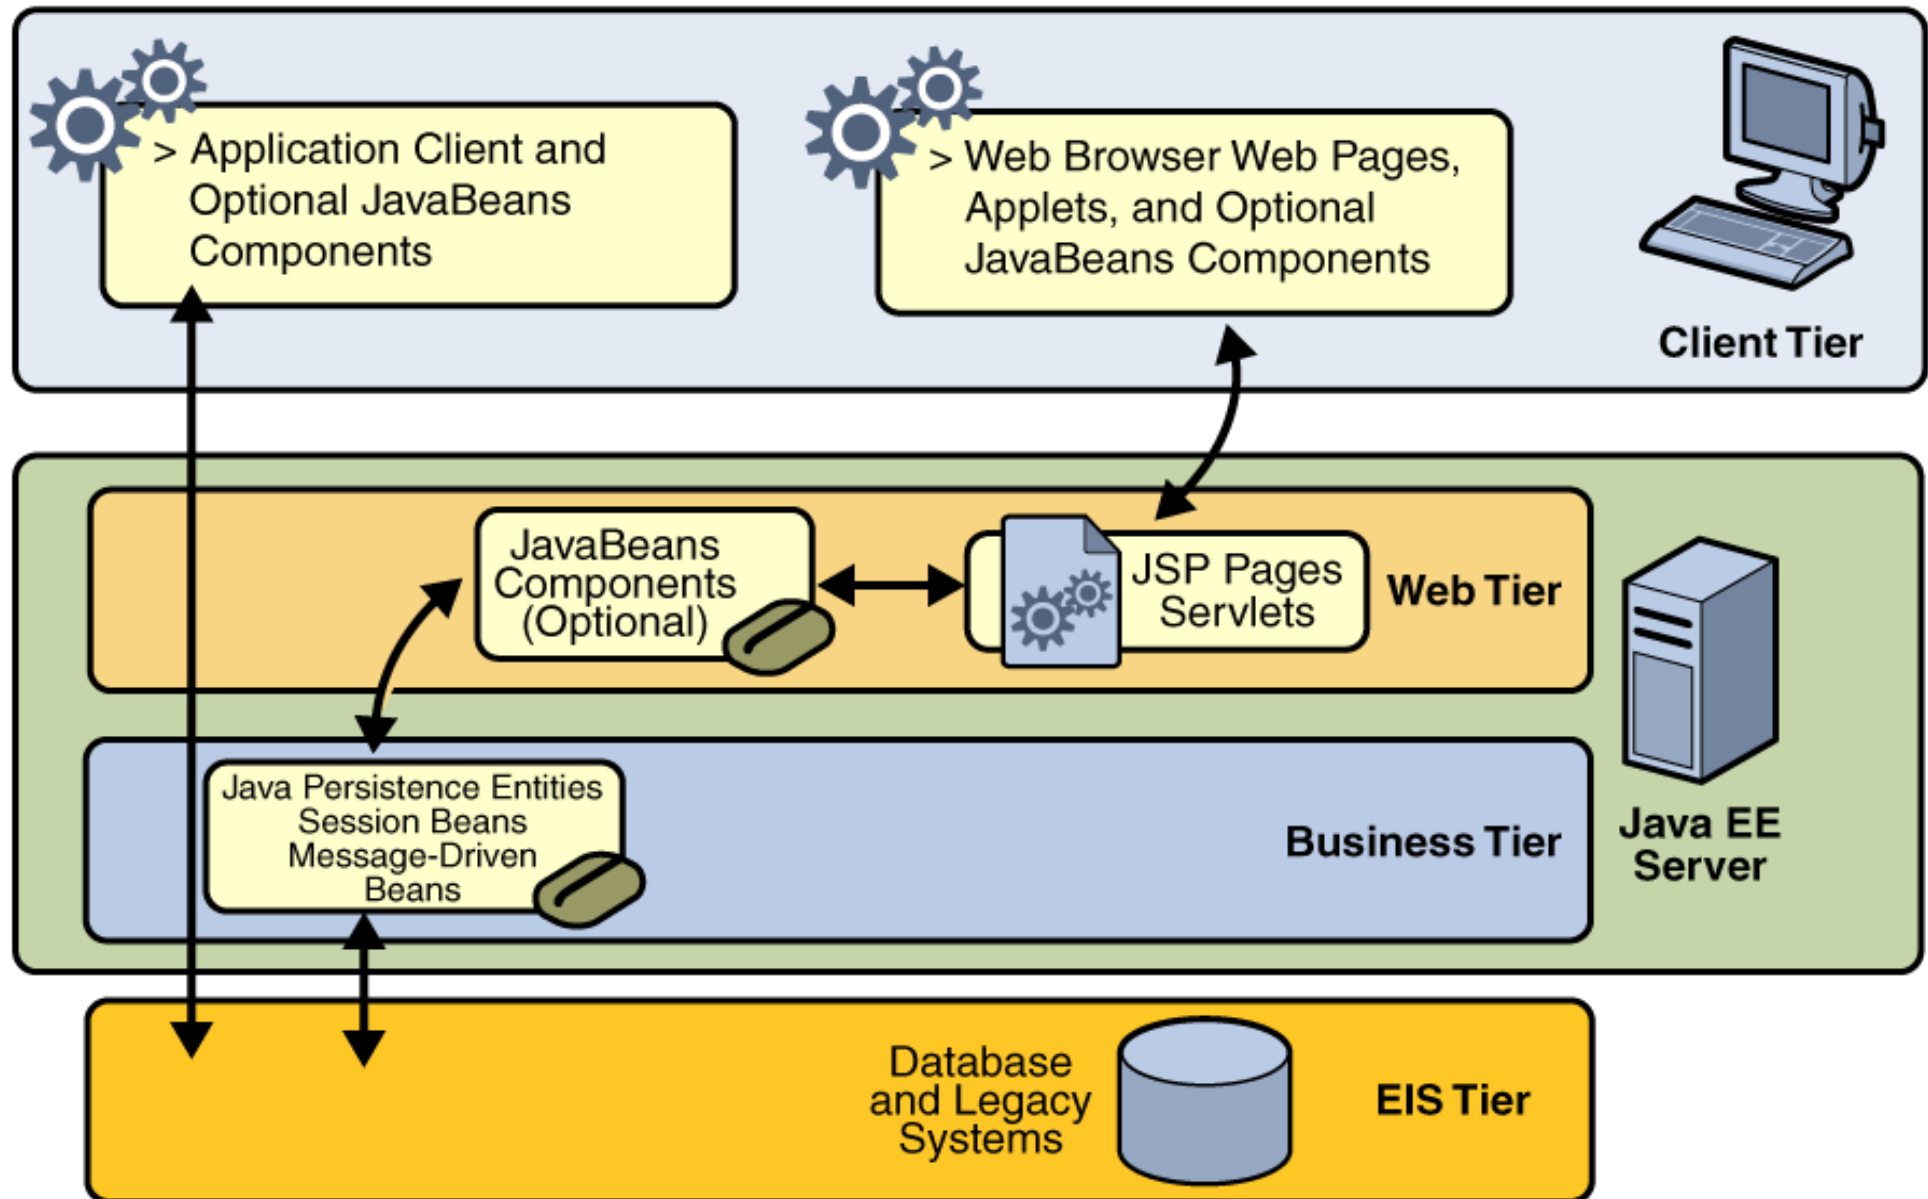 > Application Client and
Optional JavaBeans
Components
> Web Browser Web Pages,
Applets, and Optional
JavaBeans Components
Client Tier
JavaBeans
Components
(Optional)
JSP Pages
Servlets
Web Tier
Java Persistence Entities
Session Beans
Message-Driven
Beans
Business Tier
Java EE
Server
Database
and Legacy
Systems
EIS Tier